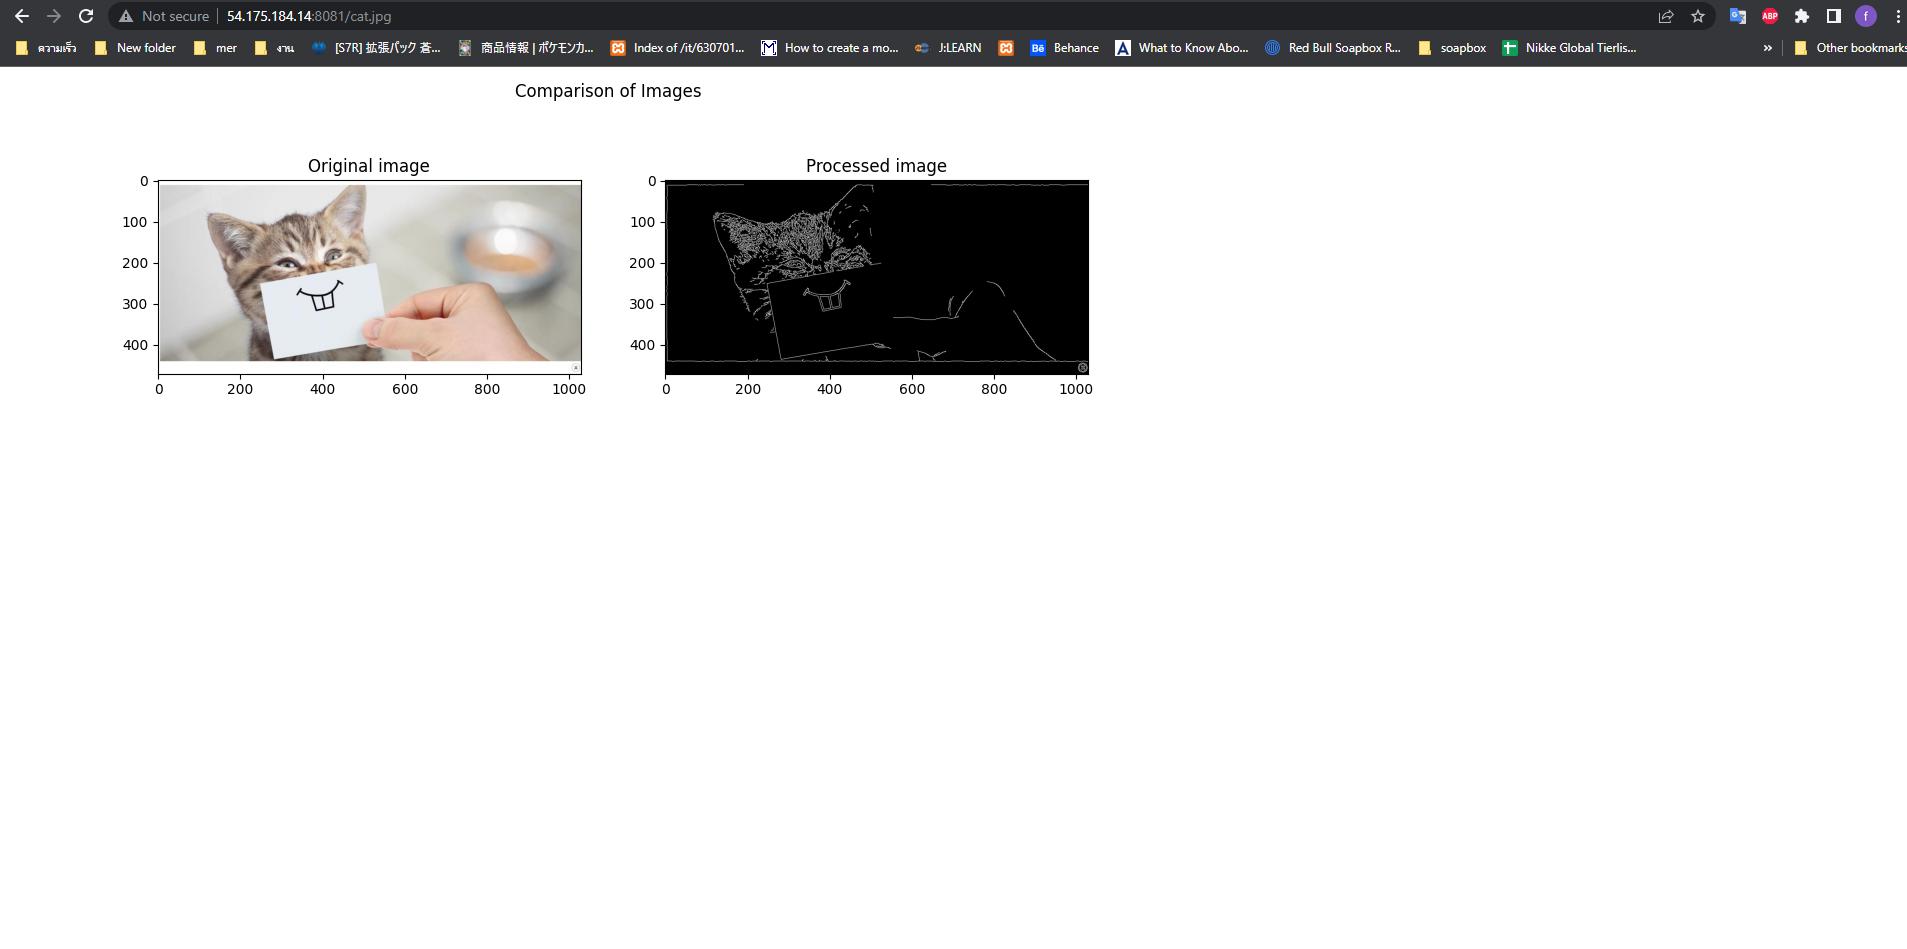 Not secure 54.175.184.14:8081/cat.jpg ABP f
ความเร็ว New folder mer งาน [S7R] 拡張パック 蒼... 商品情報 | ポケモンカ... Index of /it/630701... How to create a mo... J:LEARN Bē Behance What to Know Abo... Red Bull Soapbox R... soapbox Nikke Global Tierlis... » Other bookmarks
Comparison of Images
Original image
0
100
200
300
400
0 200 400 600 800 1000
Processed image
0
100
200
300
400
0 200 400 600 800 1000